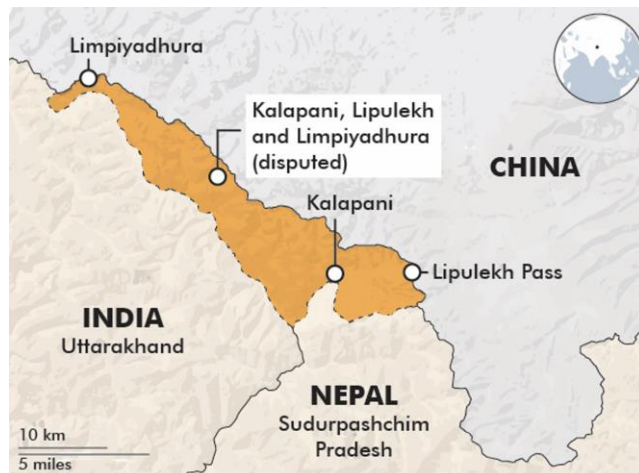 Limpiyadhura
Kalapani, Lipulekh
and Limpiyadhura
(disputed)
CHINA
Kalapani
Lipulekh Pass
INDIA
Uttarakhand
NEPAL
Sudurpashchim
Pradesh
10 km
5 miles